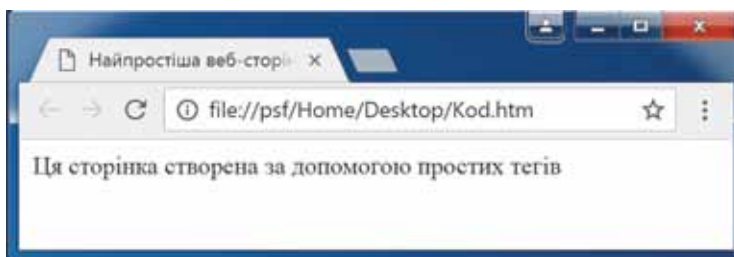 Найпростіша веб-сторі
file://psf/Home/Desktop/Kod.htm
Ця сторінка створена за допомогою простих тегів